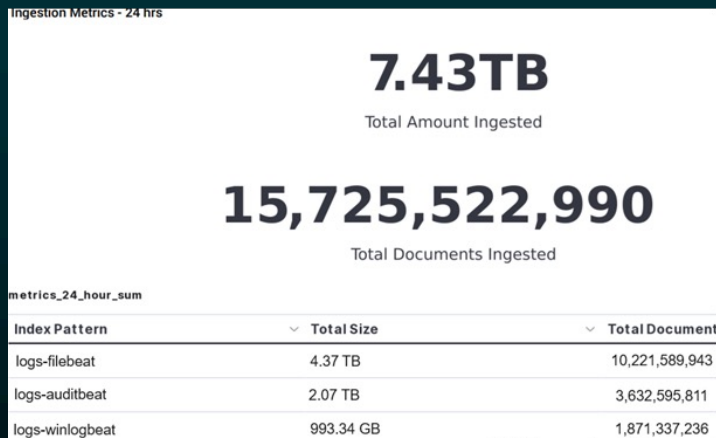 Ingestion Metrics - 24 hrs
7.43TB
Total Amount Ingested
15,725,522,990
Total Documents Ingested
metrics_24_hour_sum
Index Pattern Total Size Total Document
logs-filebeat 4.37 TB 10,221,589,943
logs-auditbeat 2.07 TB 3,632,595,811
logs-winlogbeat 993.34 GB 1,871,337,236